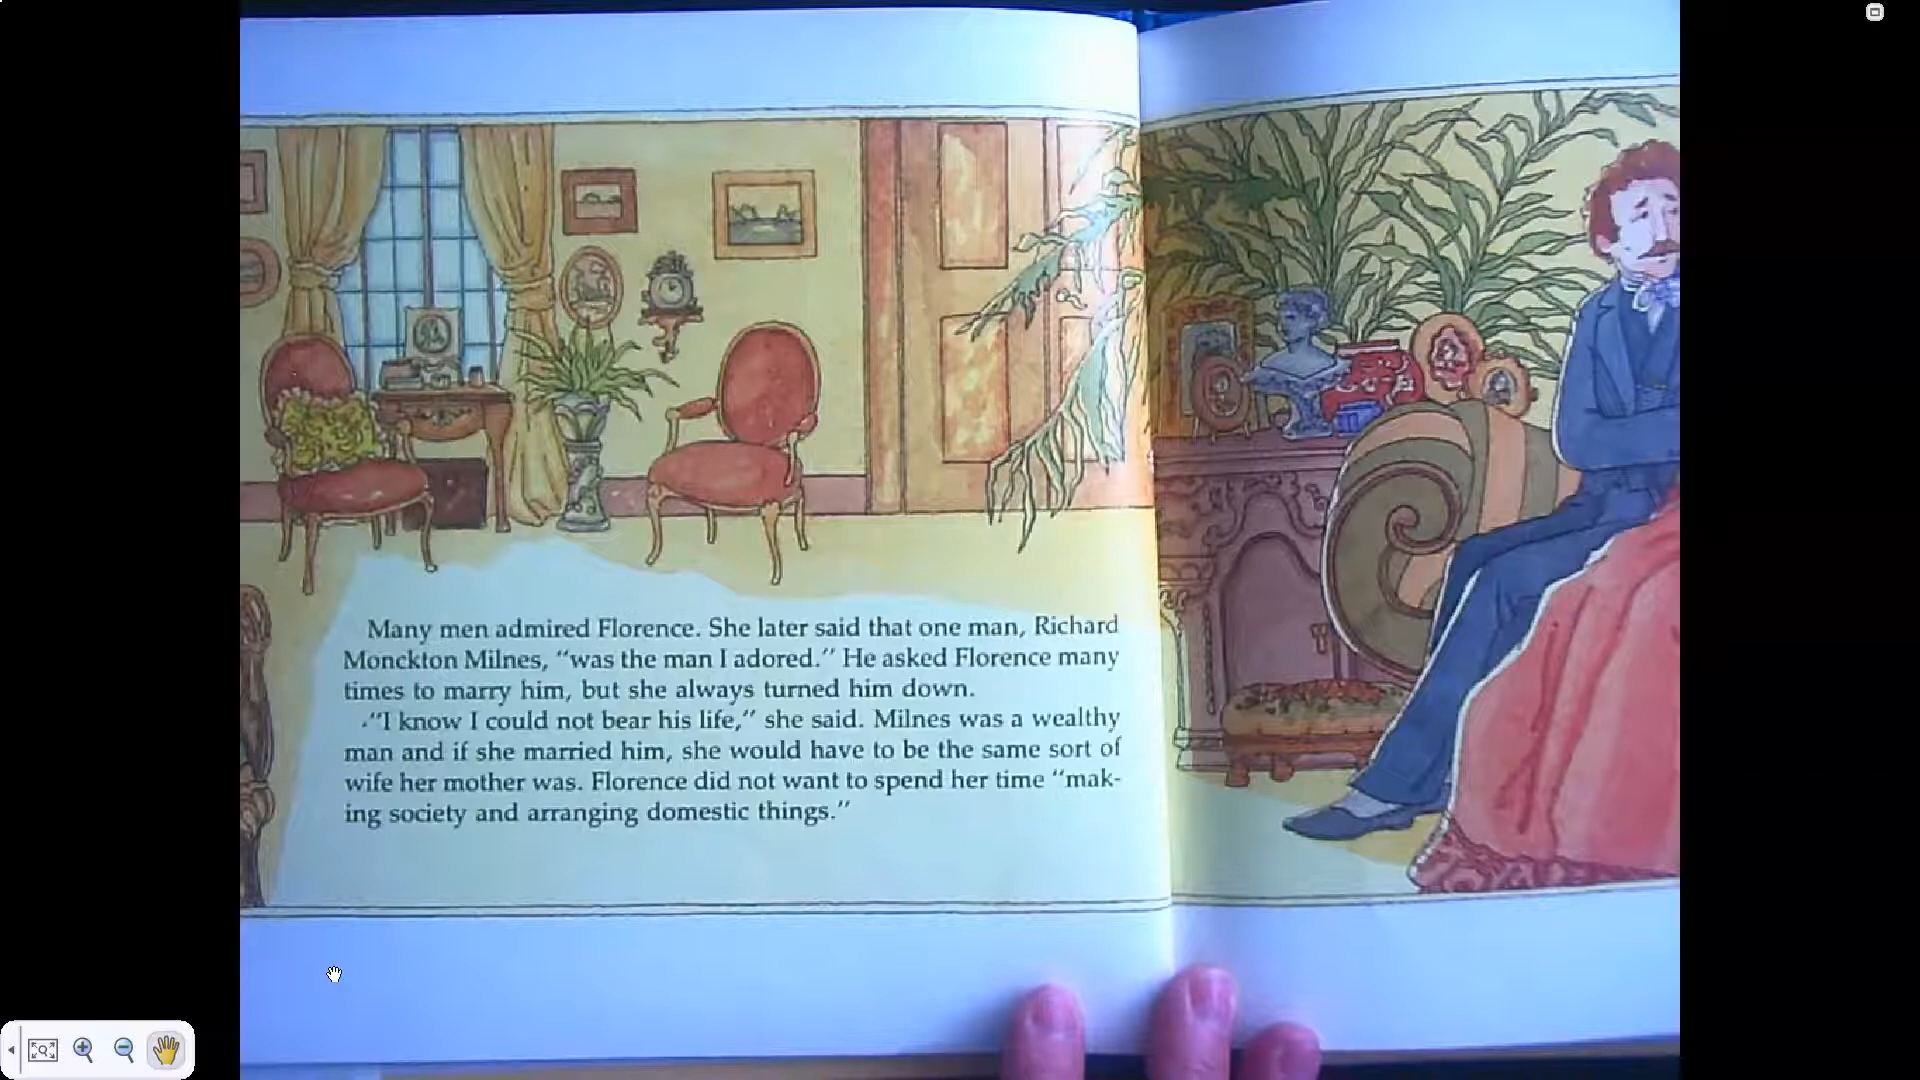 Many men admired Florence. She later said that one man, Richard
Monckton Milnes, “was the man I adored.” He asked Florence many
times to marry him, but she always turned him down.
“I know I could not bear his life,” she said. Milnes was a wealthy
man and if she married him, she would have to be the same sort of
wife her mother was. Florence did not want to spend her time “mak-
ing society and arranging domestic things.”